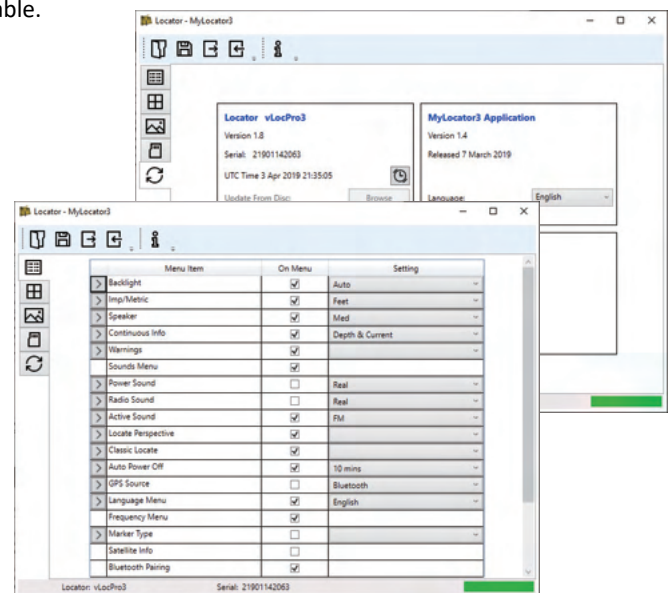 able.
Locator - MyLocator3
Locator vLocPro3
Version 1.8
Serial: 21901142063
UTC Time 3 Apr 2019 21:35:05
Update From Disc:
Browse
MyLocator3 Application
Version 1.4
Released 7 March 2019
Language:
English
Locator - MyLocator3
Menu Item On Menu Setting
Backlight Auto
Imp/Metric Feet
Speaker Med
Continuous Info Depth & Current
Warnings
Sounds Menu
Power Sound Real
Radio Sound Real
Active Sound FM
Locate Perspective
Classic Locate
Auto Power Off 10 mins
GPS Source Bluetooth
Language Menu English
Frequency Menu
Marker Type
Satellite Info
Bluetooth Pairing
Locator: vLocPro3 Serial: 21901142063